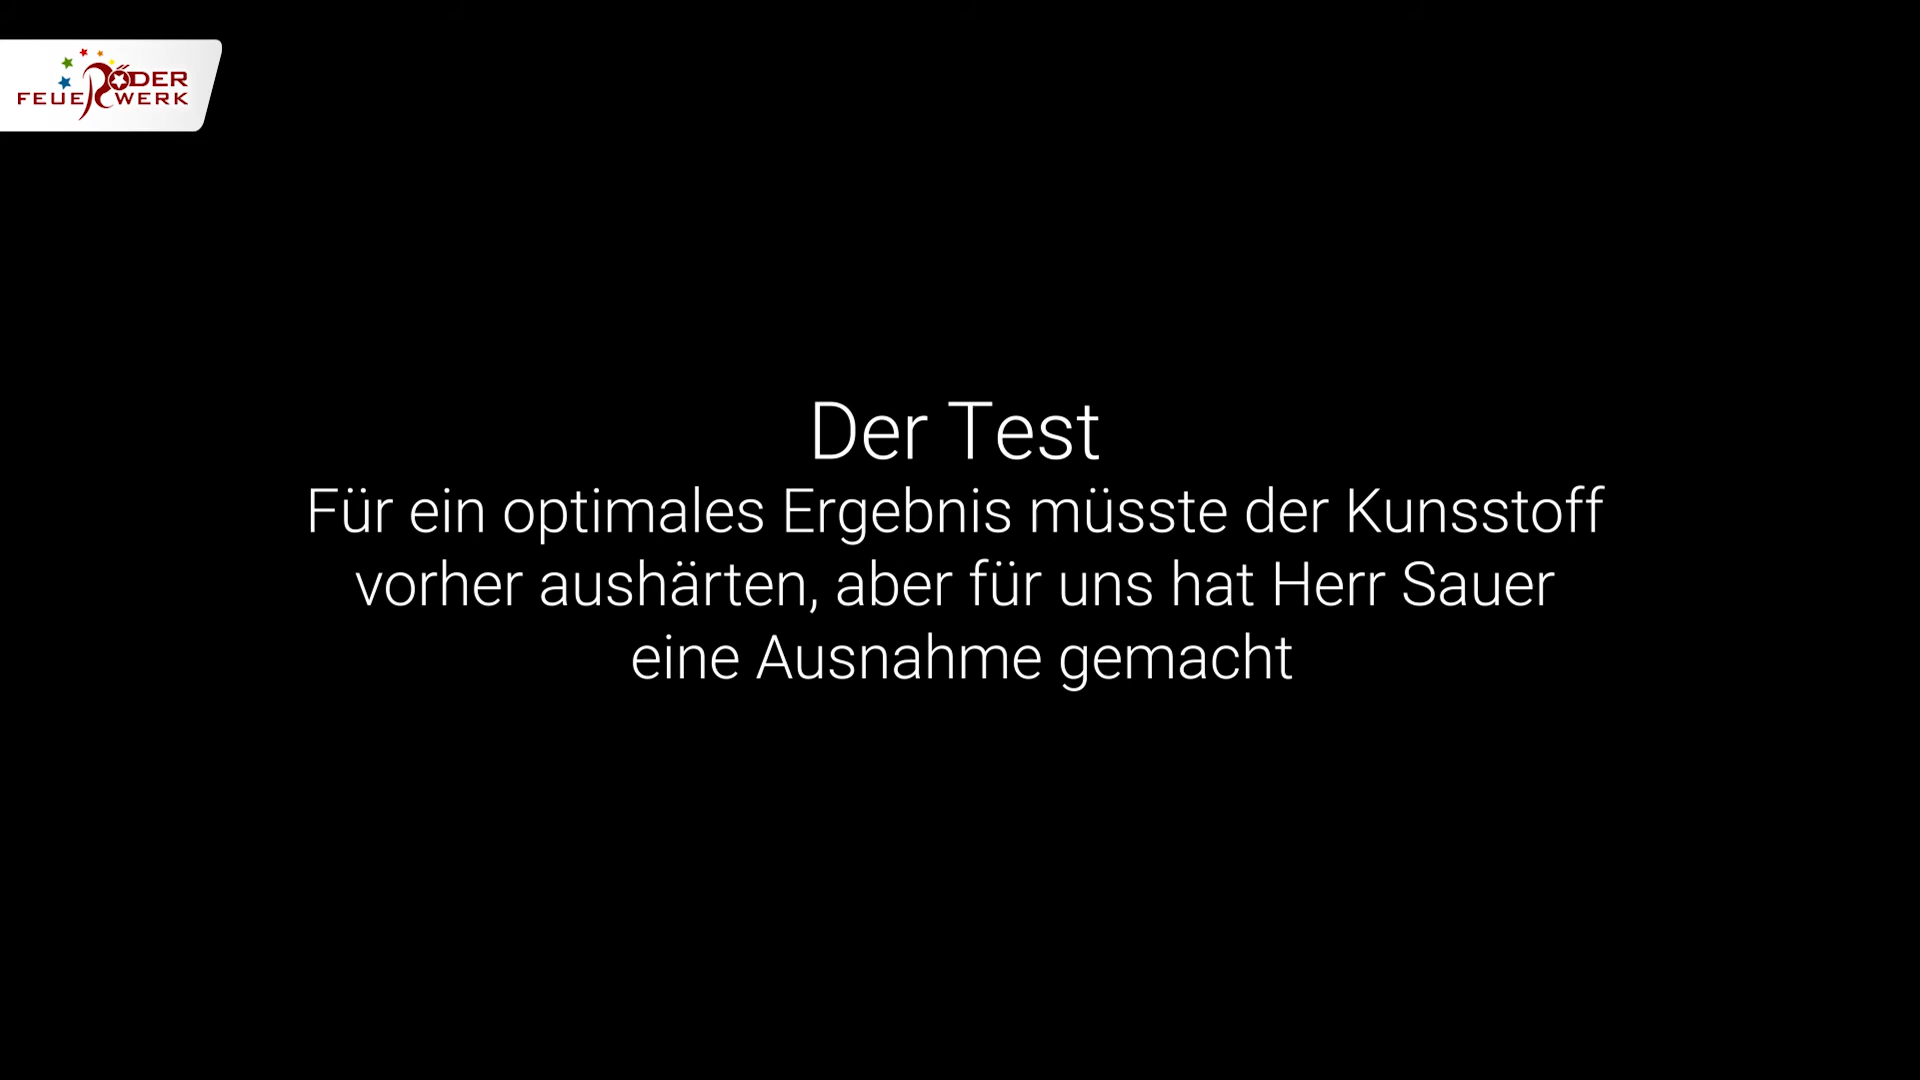 RÖDER
FEUERWERK
Der Test
Für ein optimales Ergebnis müsste der Kunsstoff
vorher aushärten, aber für uns hat Herr Sauer
eine Ausnahme gemacht